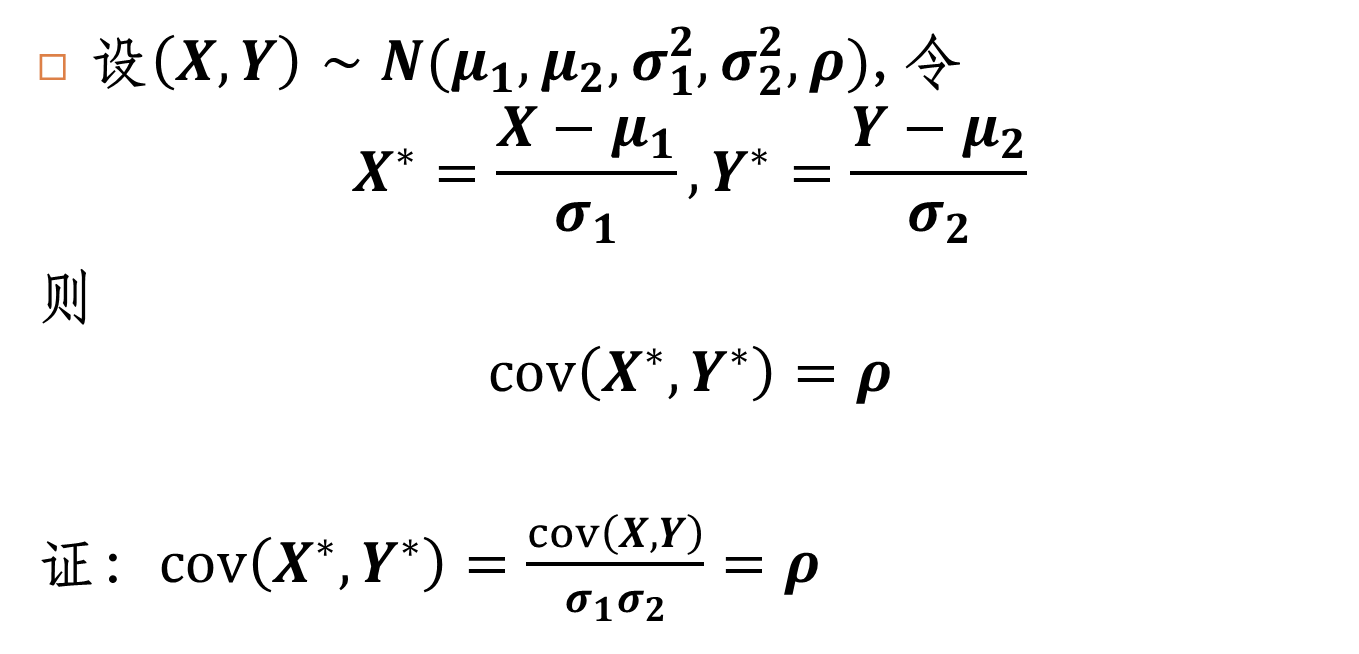 □ 设(X,Y) ~ N(μ₁, μ₂, σ₁², σ₂², ρ), 令
X* = (X − μ₁)/σ₁, Y* = (Y − μ₂)/σ₂
则
cov(X*, Y*) = ρ
证：cov(X*, Y*) = cov(X,Y)/(σ₁σ₂) = ρ